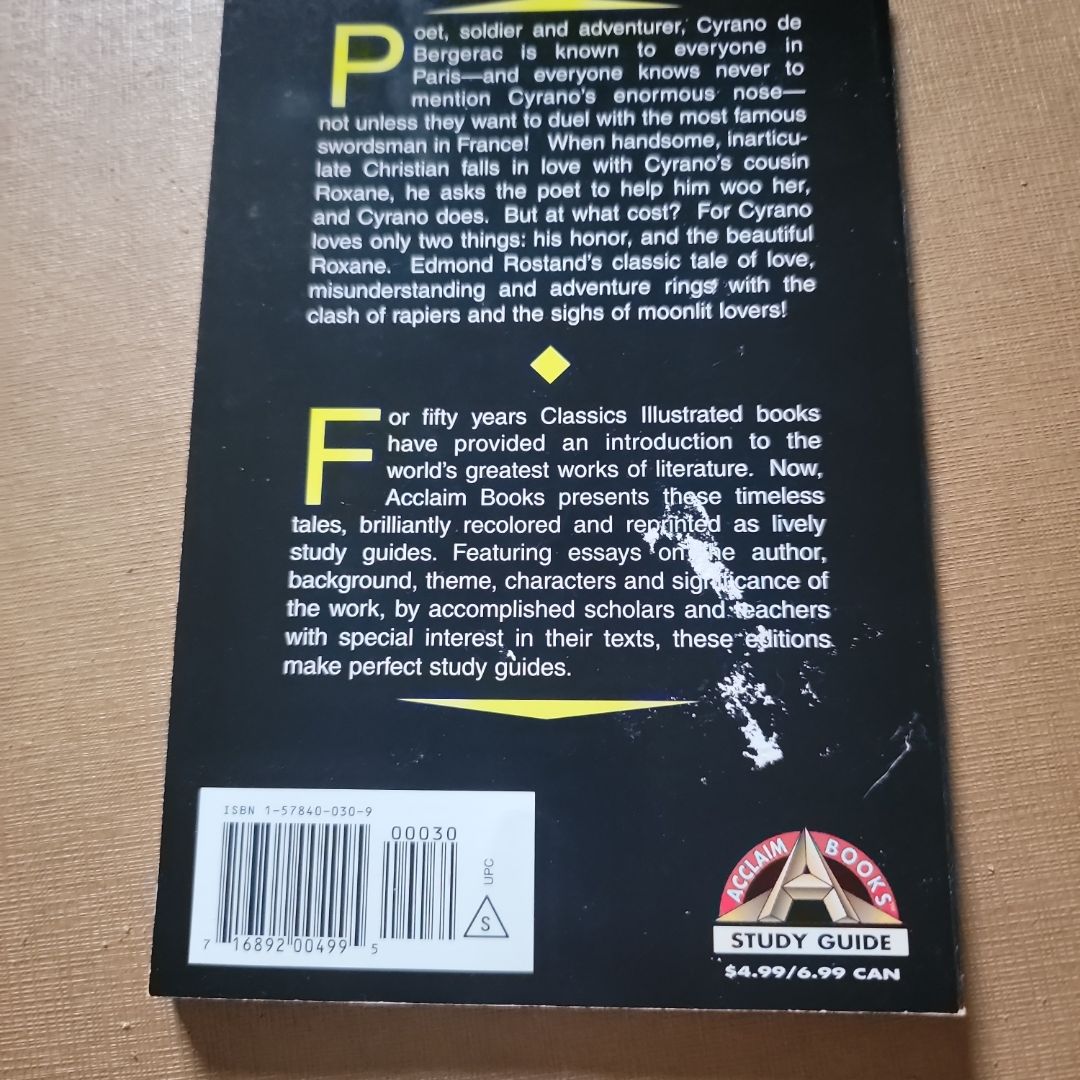 Poet, soldier and adventurer, Cyrano de
Bergerac is known to everyone in
Paris—and everyone knows never to
mention Cyrano's enormous nose—
not unless they want to duel with the most famous
swordsman in France! When handsome, inarticu-
late Christian falls in love with Cyrano's cousin
Roxane, he asks the poet to help him woo her,
and Cyrano does. But at what cost? For Cyrano
loves only two things: his honor, and the beautiful
Roxane. Edmond Rostand's classic tale of love,
misunderstanding and adventure rings with the
clash of rapiers and the sighs of moonlit lovers!
For fifty years Classics Illustrated books
have provided an introduction to the
world's greatest works of literature. Now,
Acclaim Books presents these timeless
tales, brilliantly recolored and reprinted as lively
study guides. Featuring essays on the author,
background, theme, characters and significance of
the work, by accomplished scholars and teachers
with special interest in their texts, these editions
make perfect study guides.
ISBN 1-57840-030-9
00030
UPC
S
7 16892 00499 5
ACCLAIM BOOKS™
STUDY GUIDE
$4.99/6.99 CAN